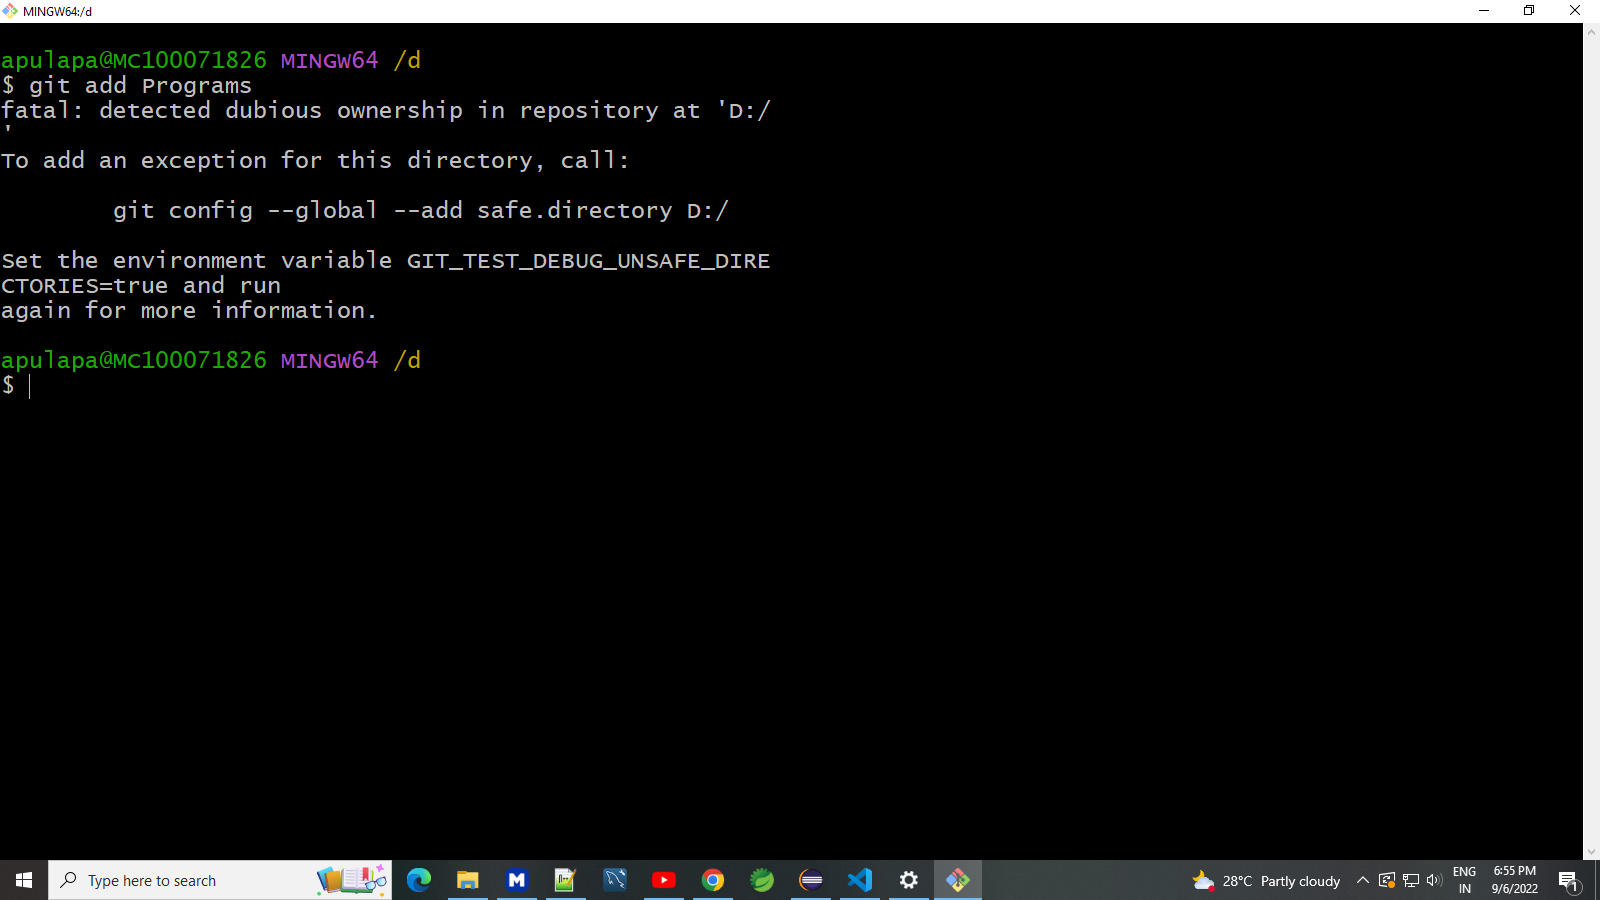 MINGW64:/d
apulapa@MC100071826 MINGW64 /d
$ git add Programs
fatal: detected dubious ownership in repository at 'D:/
'
To add an exception for this directory, call:
git config --global --add safe.directory D:/
Set the environment variable GIT_TEST_DEBUG_UNSAFE_DIRE
CTORIES=true and run
again for more information.
apulapa@MC100071826 MINGW64 /d
$
Type here to search
M
28°C Partly cloudy
ENG
IN
6:55 PM
9/6/2022
1